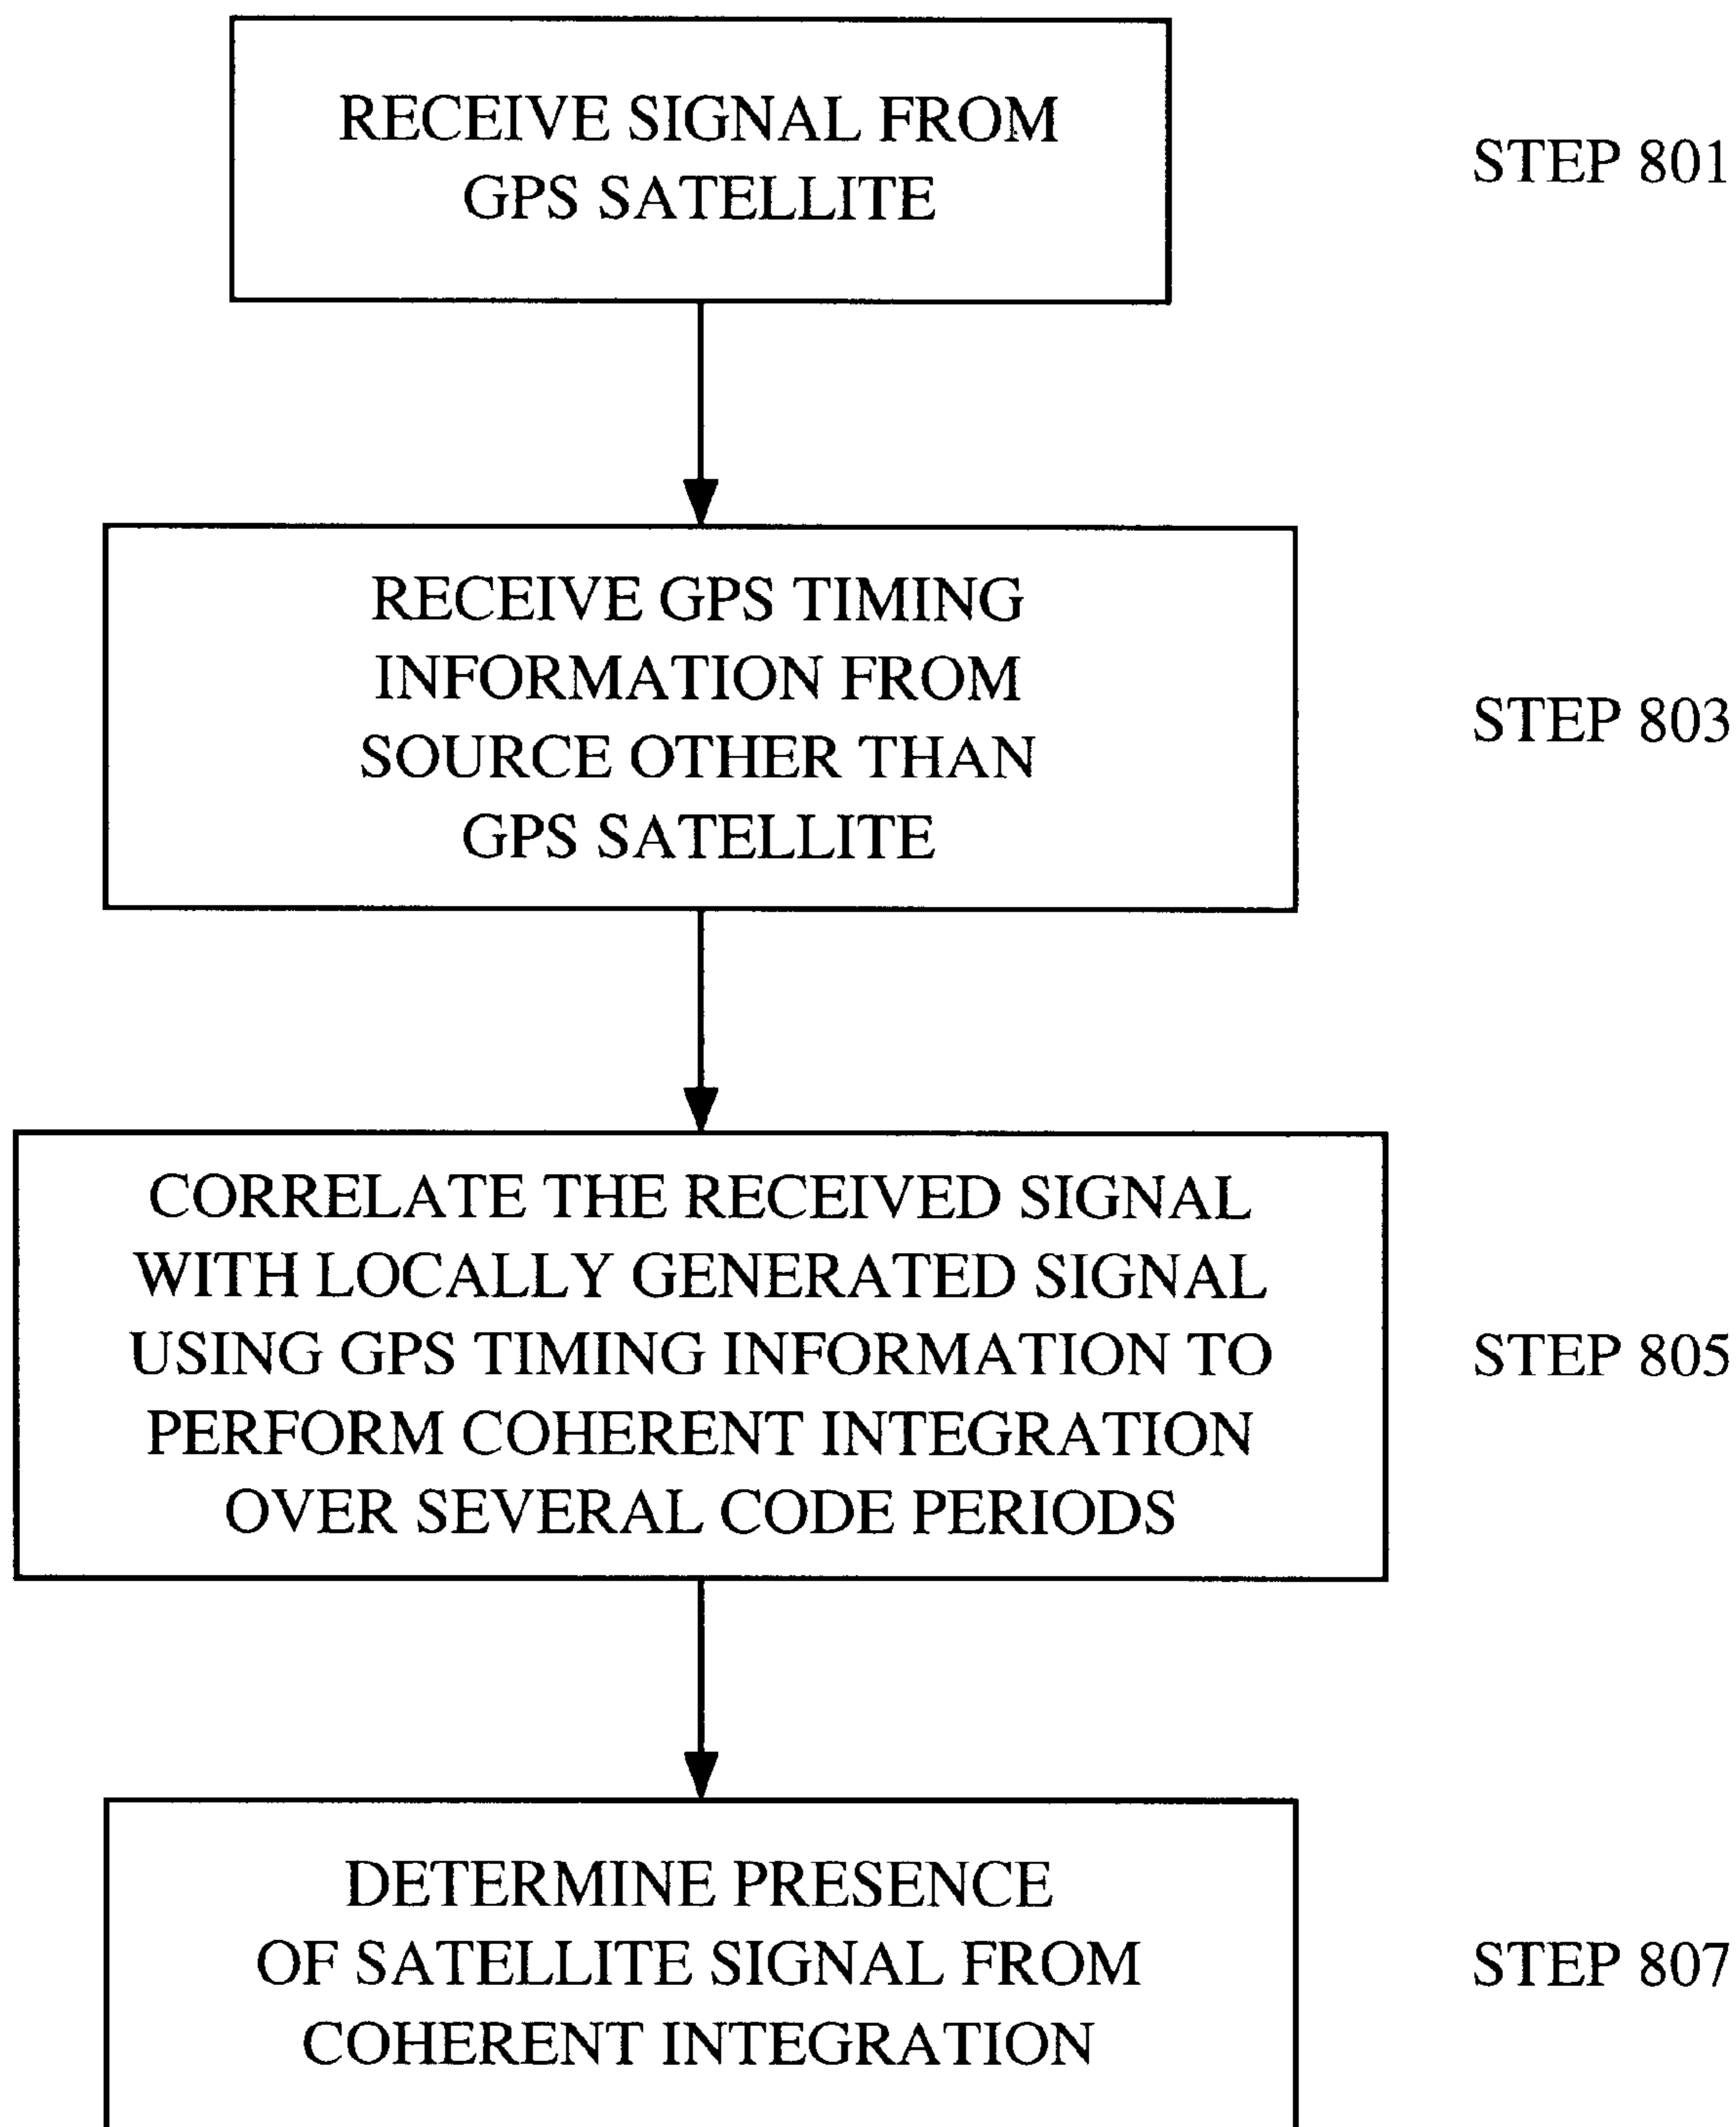 RECEIVE SIGNAL FROM
GPS SATELLITE
STEP 801
RECEIVE GPS TIMING
INFORMATION FROM
SOURCE OTHER THAN
GPS SATELLITE
STEP 803
CORRELATE THE RECEIVED SIGNAL
WITH LOCALLY GENERATED SIGNAL
USING GPS TIMING INFORMATION TO
PERFORM COHERENT INTEGRATION
OVER SEVERAL CODE PERIODS
STEP 805
DETERMINE PRESENCE
OF SATELLITE SIGNAL FROM
COHERENT INTEGRATION
STEP 807